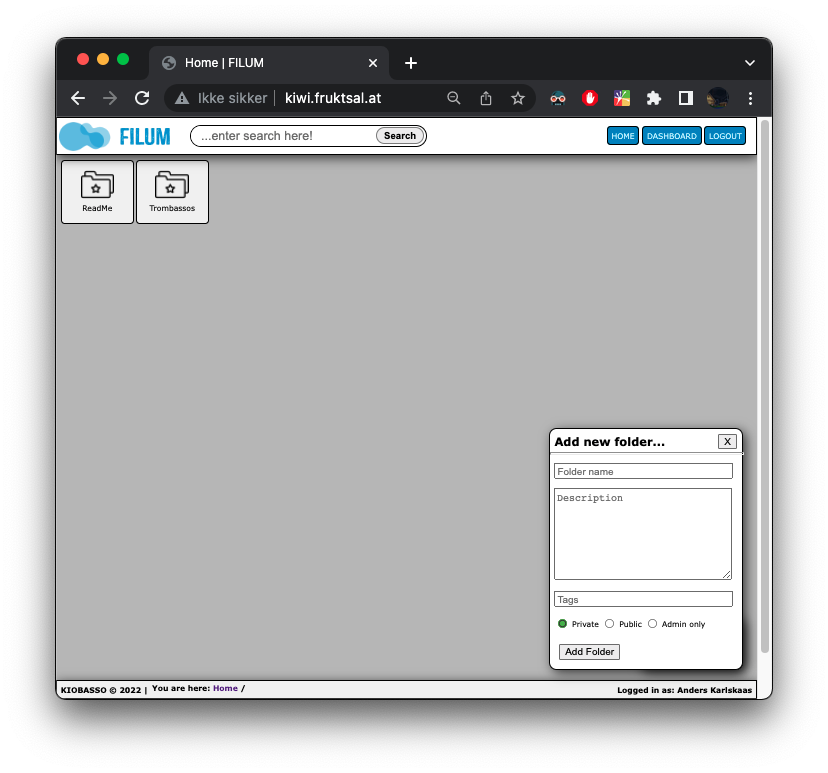 Home | FILUM
Ikke sikker | kiwi.fruktsal.at
FILUM
...enter search here!
Search
HOME
DASHBOARD
LOGOUT
ReadMe
Trombassos
Add new folder...
X
Folder name
Description
Tags
Private
Public
Admin only
Add Folder
KIOBASSO © 2022 | You are here: Home /
Logged in as: Anders Karlskaas